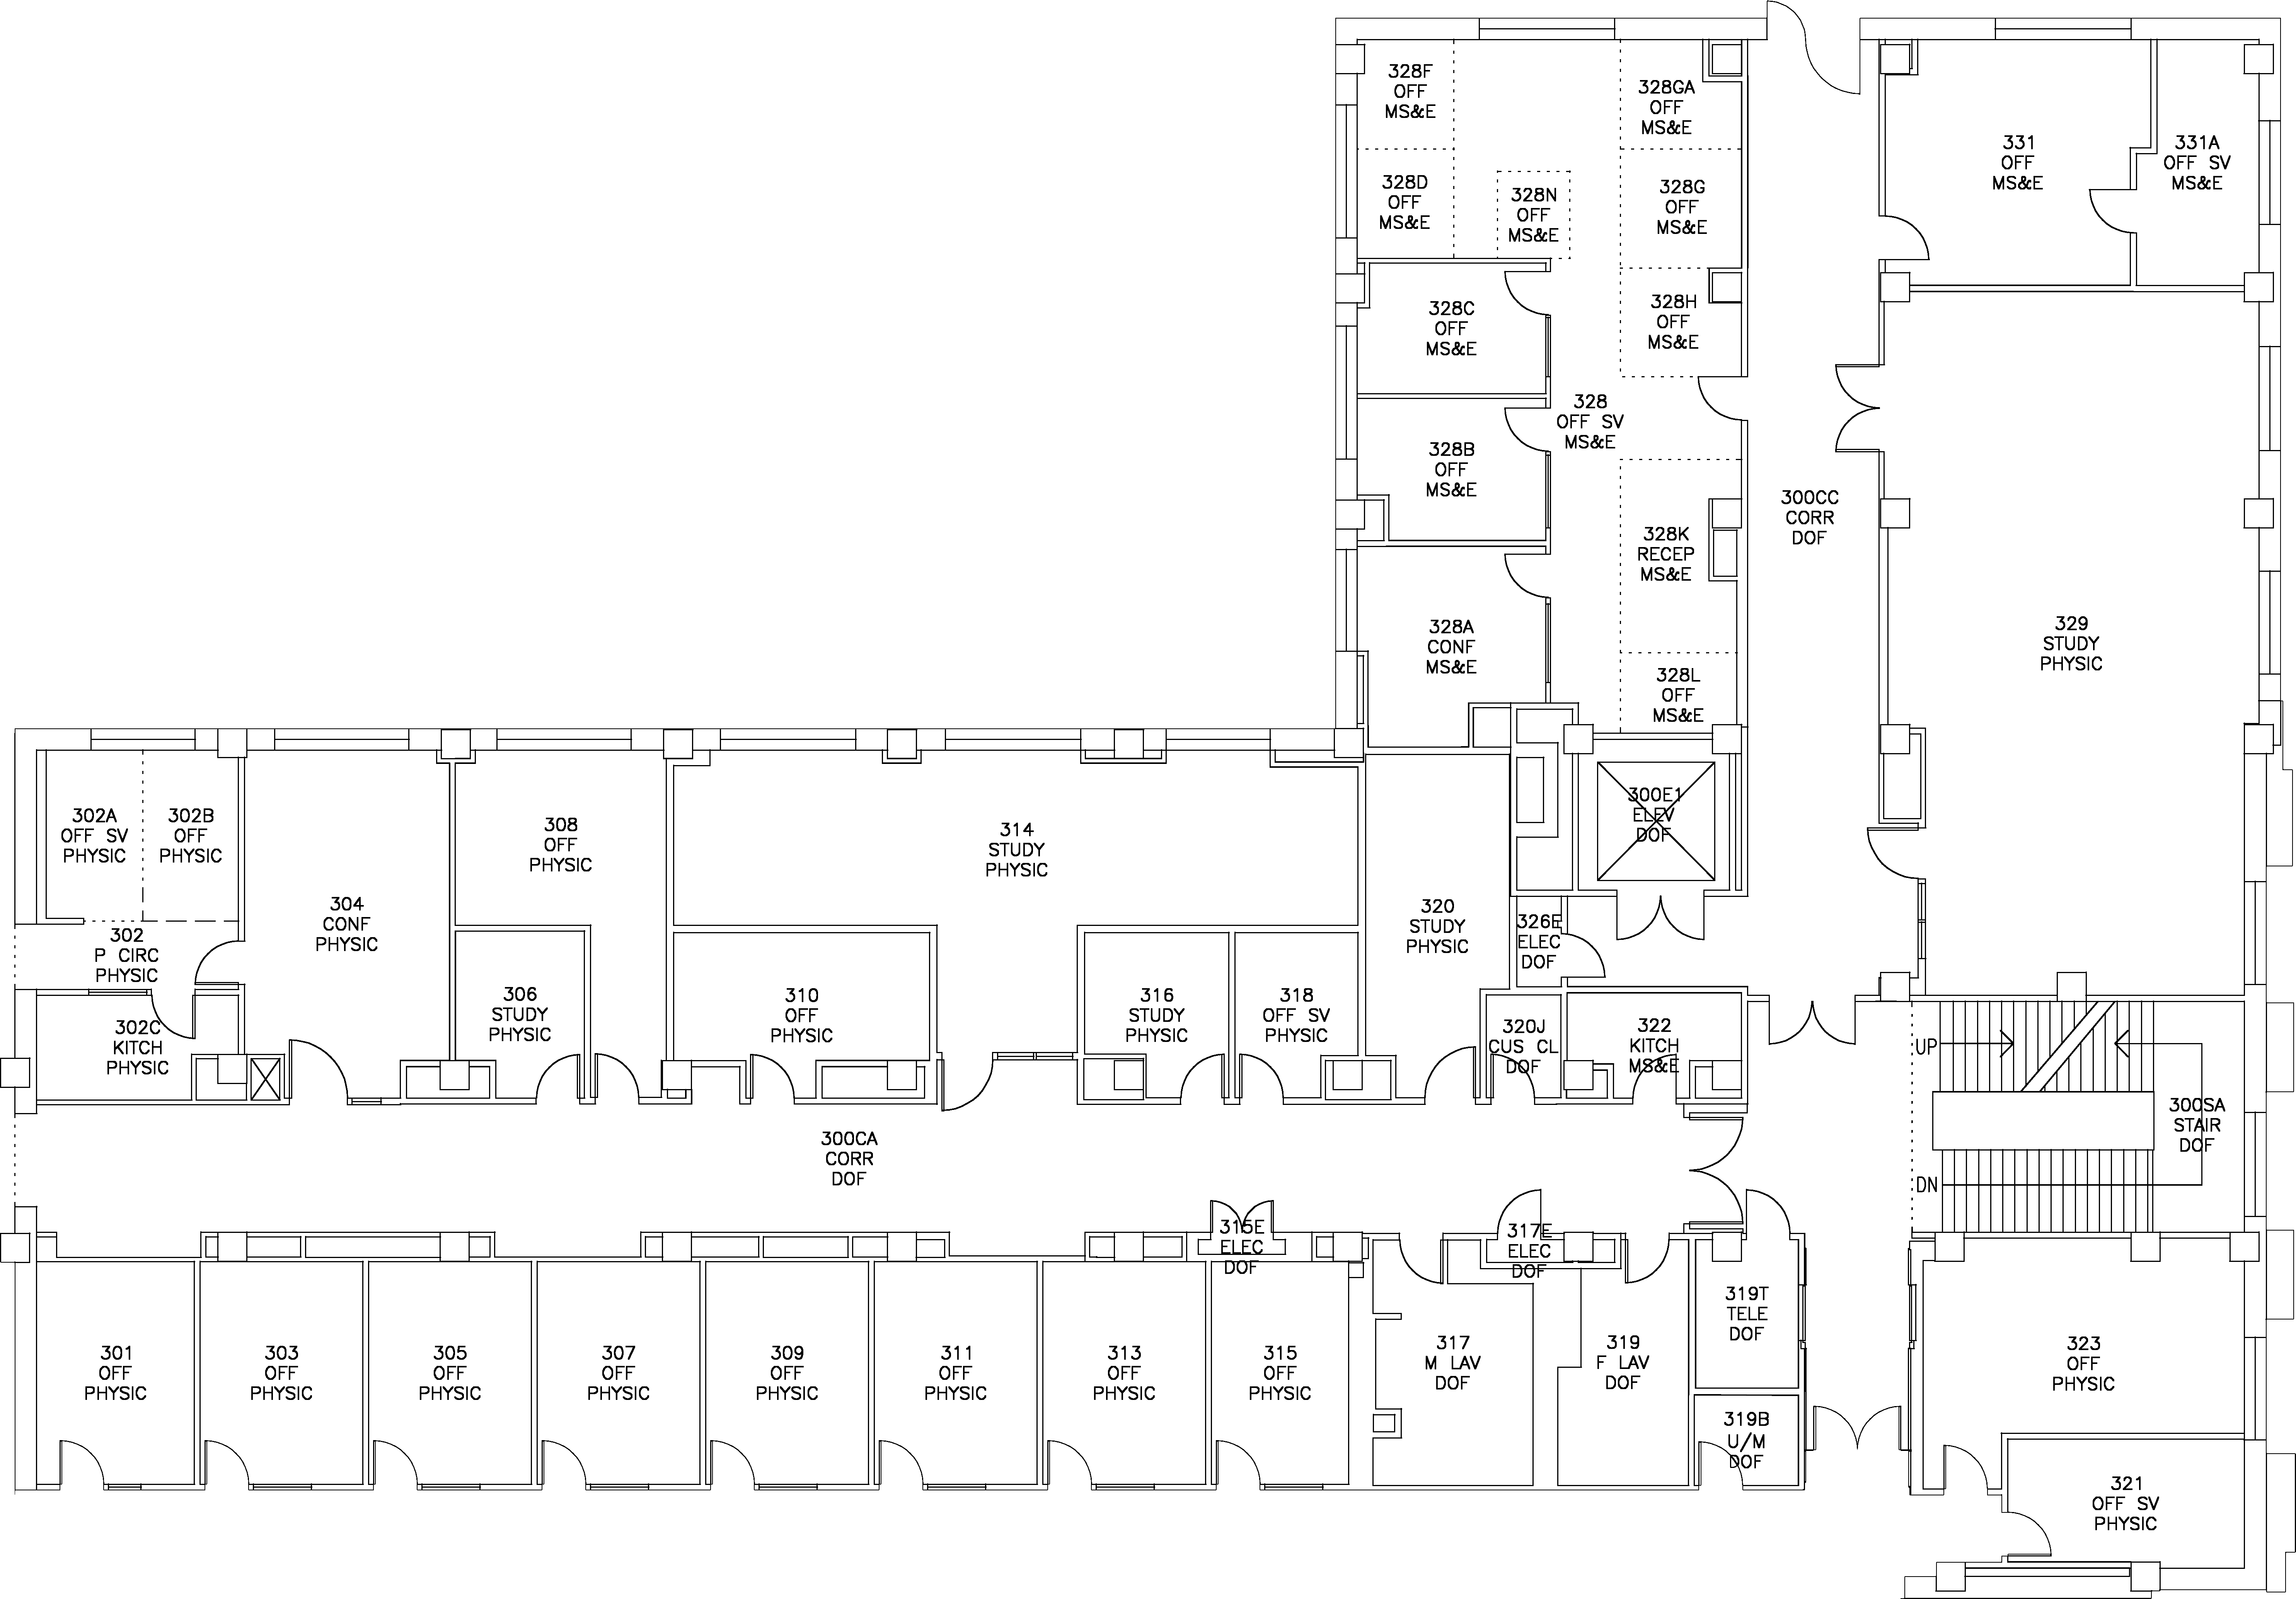 328F
OFF
MS&E
328GA
OFF
MS&E
331
OFF
MS&E
331A
OFF SV
MS&E
328D
OFF
MS&E
328N
OFF
MS&E
328G
OFF
MS&E
328C
OFF
MS&E
328H
OFF
MS&E
328
OFF SV
MS&E
328B
OFF
MS&E
300CC
CORR
DOF
328K
RECEP
MS&E
328A
CONF
MS&E
329
STUDY
PHYSIC
328L
OFF
MS&E
302A
OFF SV
PHYSIC
302B
OFF
PHYSIC
308
OFF
PHYSIC
314
STUDY
PHYSIC
300E1
ELEV
DOF
304
CONF
PHYSIC
320
STUDY
PHYSIC
326E
ELEC
DOF
302
P CIRC
PHYSIC
306
STUDY
PHYSIC
310
OFF
PHYSIC
316
STUDY
PHYSIC
318
OFF SV
PHYSIC
302C
KITCH
PHYSIC
320J
CUS CL
DOF
322
KITCH
MS&E
UP
300SA
STAIR
DOF
DN
300CA
CORR
DOF
315E
ELEC
DOF
317E
ELEC
DOF
319T
TELE
DOF
301
OFF
PHYSIC
303
OFF
PHYSIC
305
OFF
PHYSIC
307
OFF
PHYSIC
309
OFF
PHYSIC
311
OFF
PHYSIC
313
OFF
PHYSIC
315
OFF
PHYSIC
317
M LAV
DOF
319
F LAV
DOF
323
OFF
PHYSIC
319B
U/M
DOF
321
OFF SV
PHYSIC